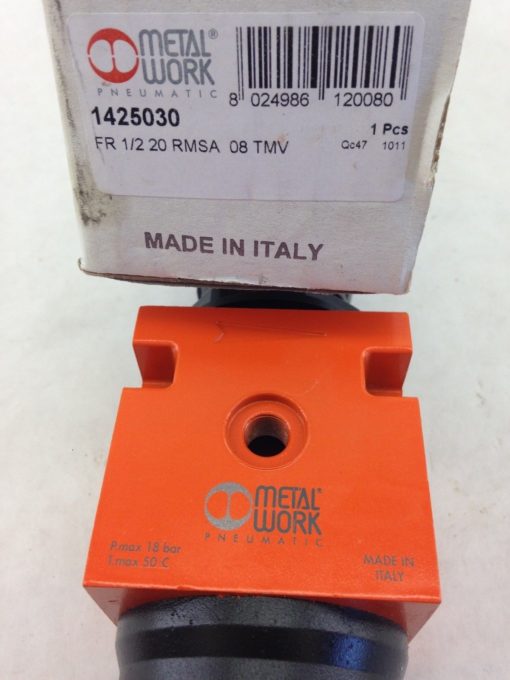 METAL®
WORK
PNEUMATIC
8 024986 120080
1425030
1 Pcs
FR 1/2 20 RMSA 08 TMV
Qc47 1011
MADE IN ITALY
METAL®
WORK
PNEUMATIC
P.max 18 bar
T.max 50 C
MADE IN
ITALY